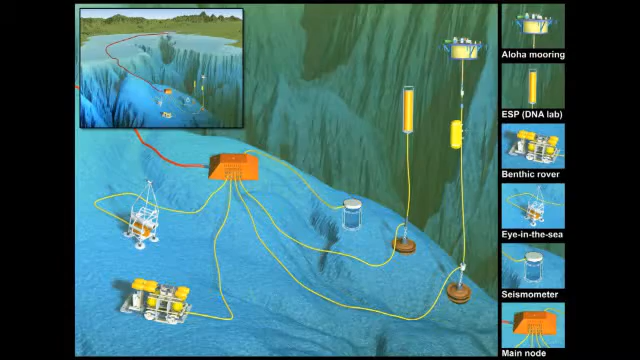 Aloha mooring
ESP (DNA lab)
Benthic rover
Eye-in-the-sea
Seismometer
Main node